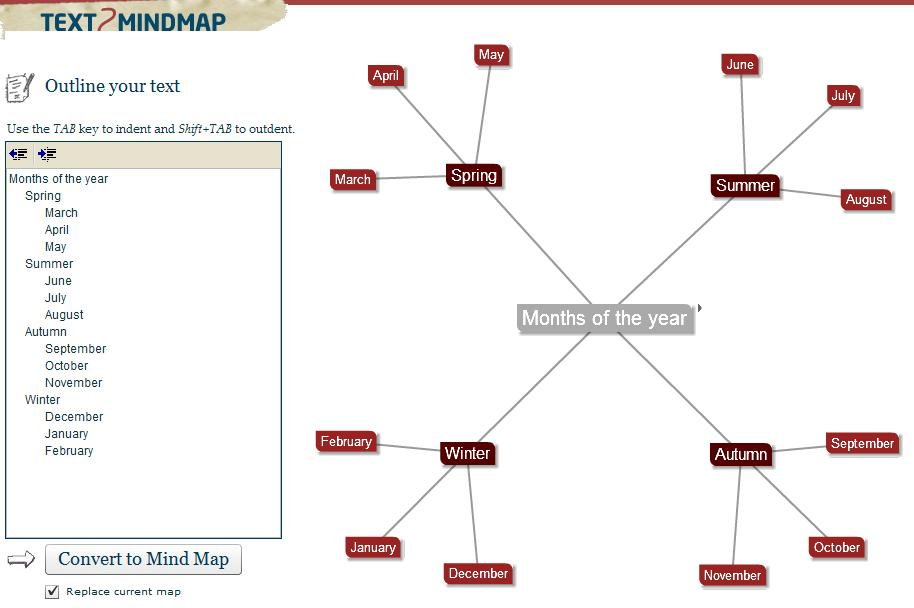 TEXT2MINDMAP
Outline your text
Use the TAB key to indent and Shift+TAB to outdent.
Months of the year
Spring
March
April
May
Summer
June
July
August
Autumn
September
October
November
Winter
December
January
February
Convert to Mind Map
Replace current map
May
April
March
Spring
June
July
Summer
August
Months of the year
February
Winter
January
December
Autumn
September
October
November